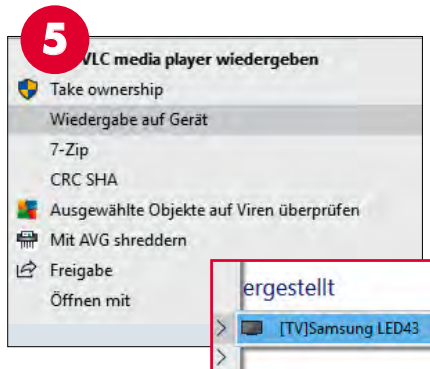 5
VLC media player wiedergeben
Take ownership
Wiedergabe auf Gerät
7-Zip
CRC SHA
Ausgewählte Objekte auf Viren überprüfen
Mit AVG shreddern
Freigabe
Öffnen mit
ergestellt
[TV]Samsung LED43